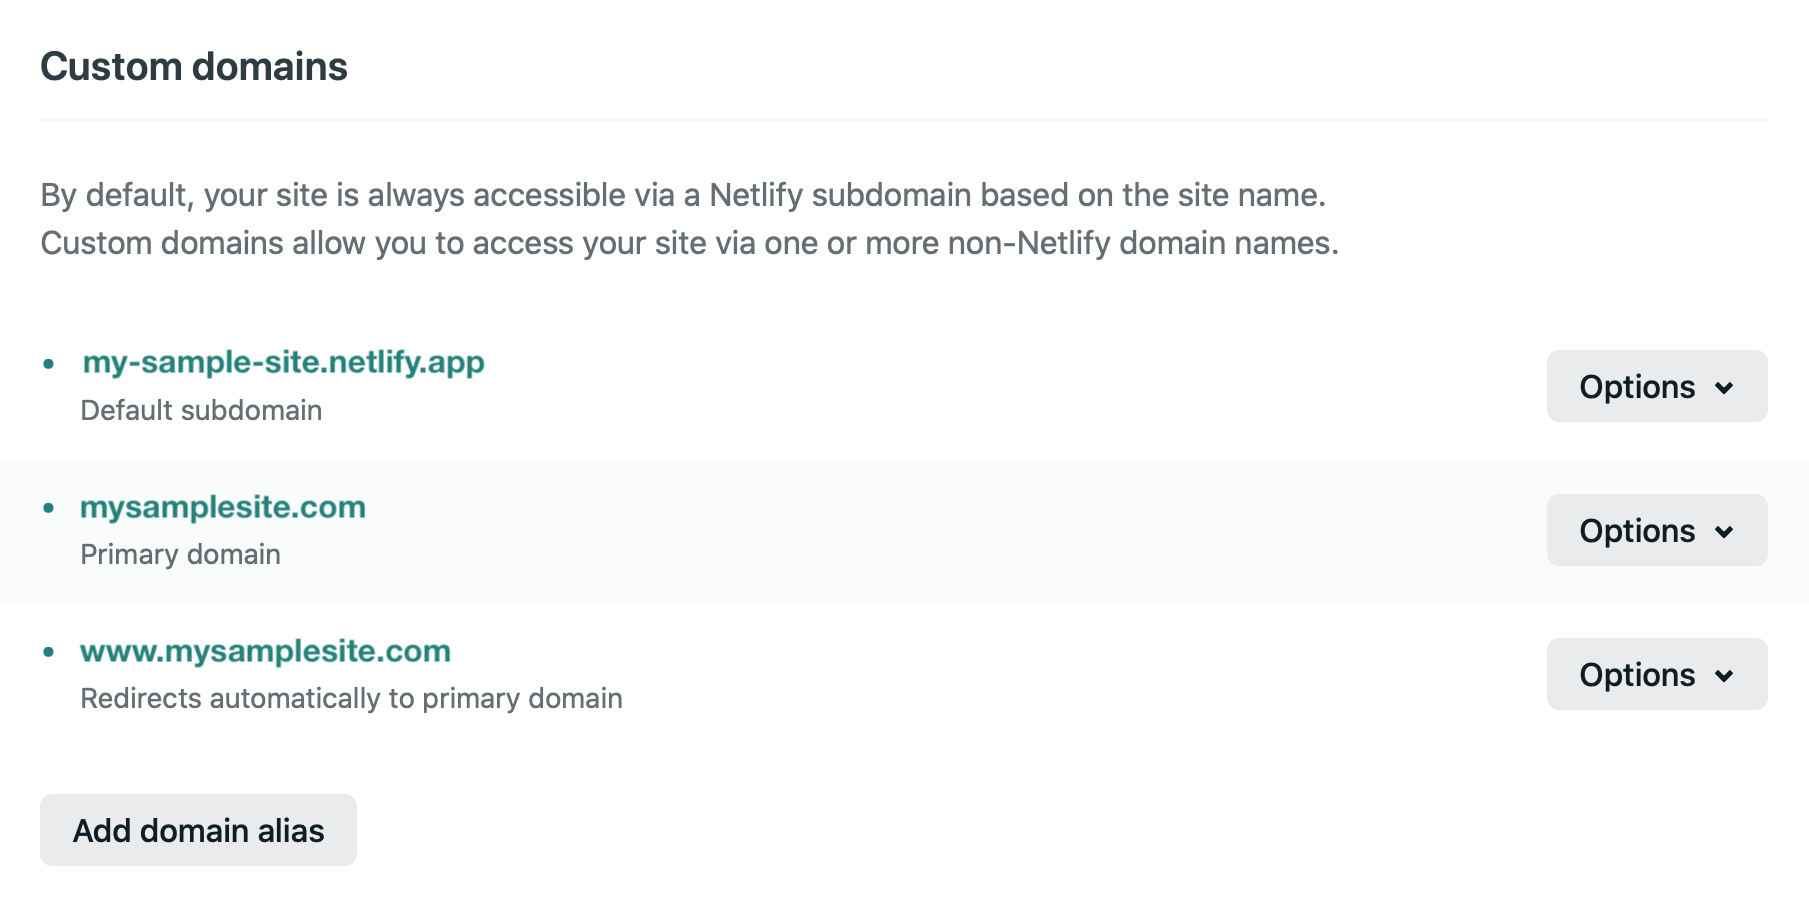 Custom domains
By default, your site is always accessible via a Netlify subdomain based on the site name.
Custom domains allow you to access your site via one or more non-Netlify domain names.
my-sample-site.netlify.app
Default subdomain
Options
mysamplesite.com
Primary domain
Options
www.mysamplesite.com
Redirects automatically to primary domain
Options
Add domain alias